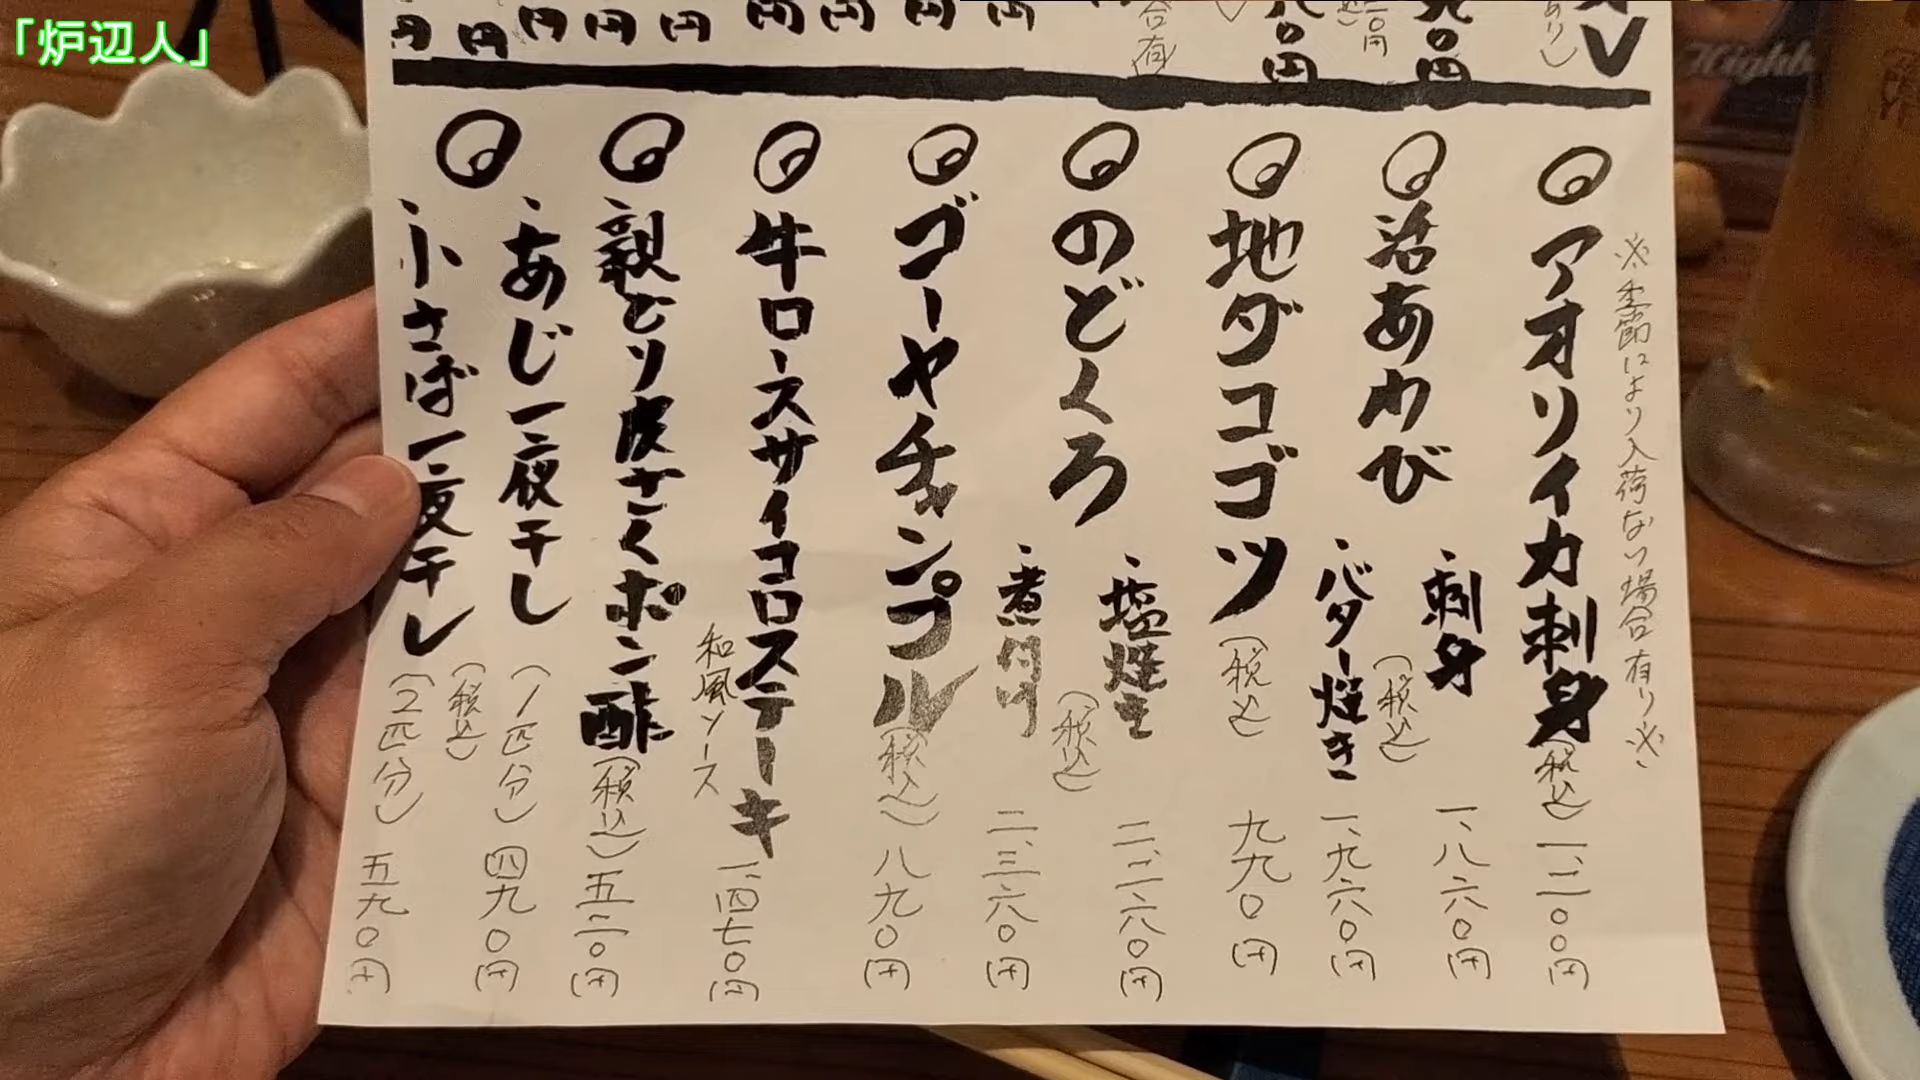 「炉辺人」
※季節により入荷ない場合有り※
アオリイカ刺身(税込)一、二〇〇円
活あわび
・刺身 一、八六〇円
(税込)
・バター焼き 一、九六〇円
地ダコゴツ(税込)九九〇円
のどくろ
・塩焼き 二、二六〇円
(税込)
・煮付け 二、三六〇円
ゴーヤチャンプル(税込)八九〇円
牛ロースサイコロステーキ 一、四七〇円
和風ソース
・親とり皮さくポン酢(税込)五二〇円
・あじ一夜干し(1匹分)四九〇円
(税込)
・小さば一夜干し(2匹分)五九〇円